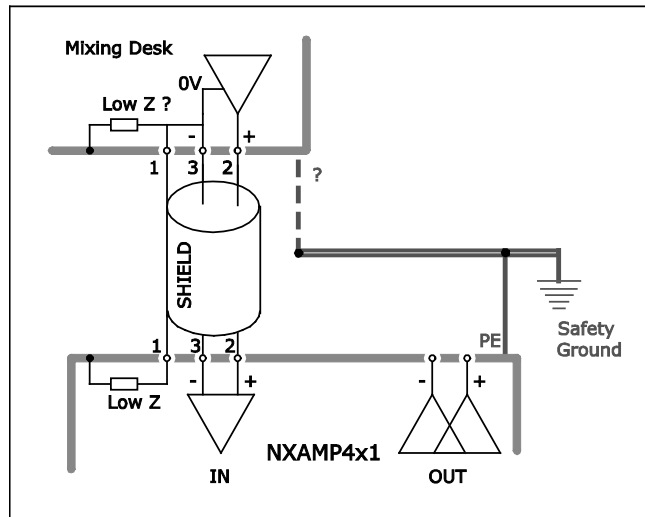 Mixing Desk
0V
Low Z ?
- +
1 3 2
?
SHIELD
1 3 2
PE
Safety
Ground
- +
- +
Low Z
NXAMP4x1
IN
OUT